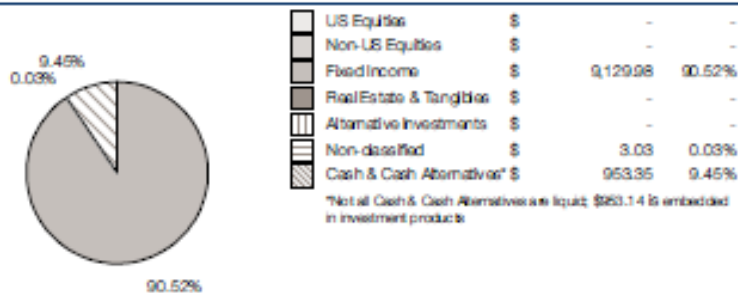 US Equities $ - -
Non-US Equities $ - -
Fixed Income $ 9,129.98 90.52%
Real Estate & Tangibles $ - -
Alternative Investments $ - -
Non-classified $ 3.03 0.03%
Cash & Cash Alternatives* $ 953.35 9.45%
*Not all Cash & Cash Alternatives are liquid; $953.14 is embedded
in investment products
9.45%
0.03%
90.52%